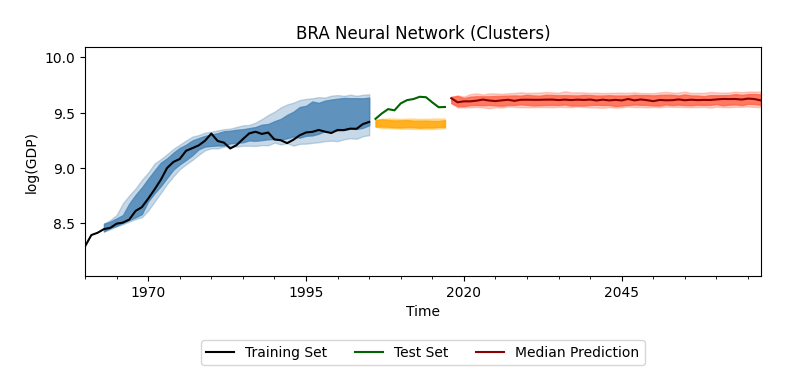 BRA Neural Network (Clusters)
10.0
9.5
9.0
8.5
log(GDP)
1970 1995 2020 2045
Time
Training Set Test Set Median Prediction